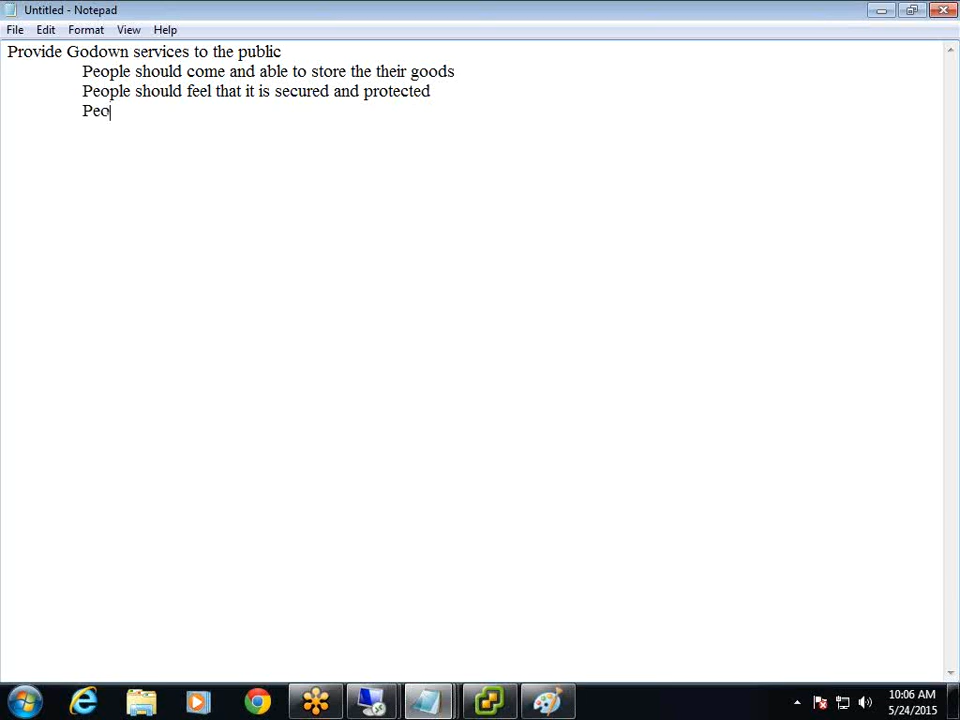 Untitled - Notepad
File Edit Format View Help
Provide Godown services to the public
People should come and able to store the their goods
People should feel that it is secured and protected
Peo
10:06 AM
5/24/2015